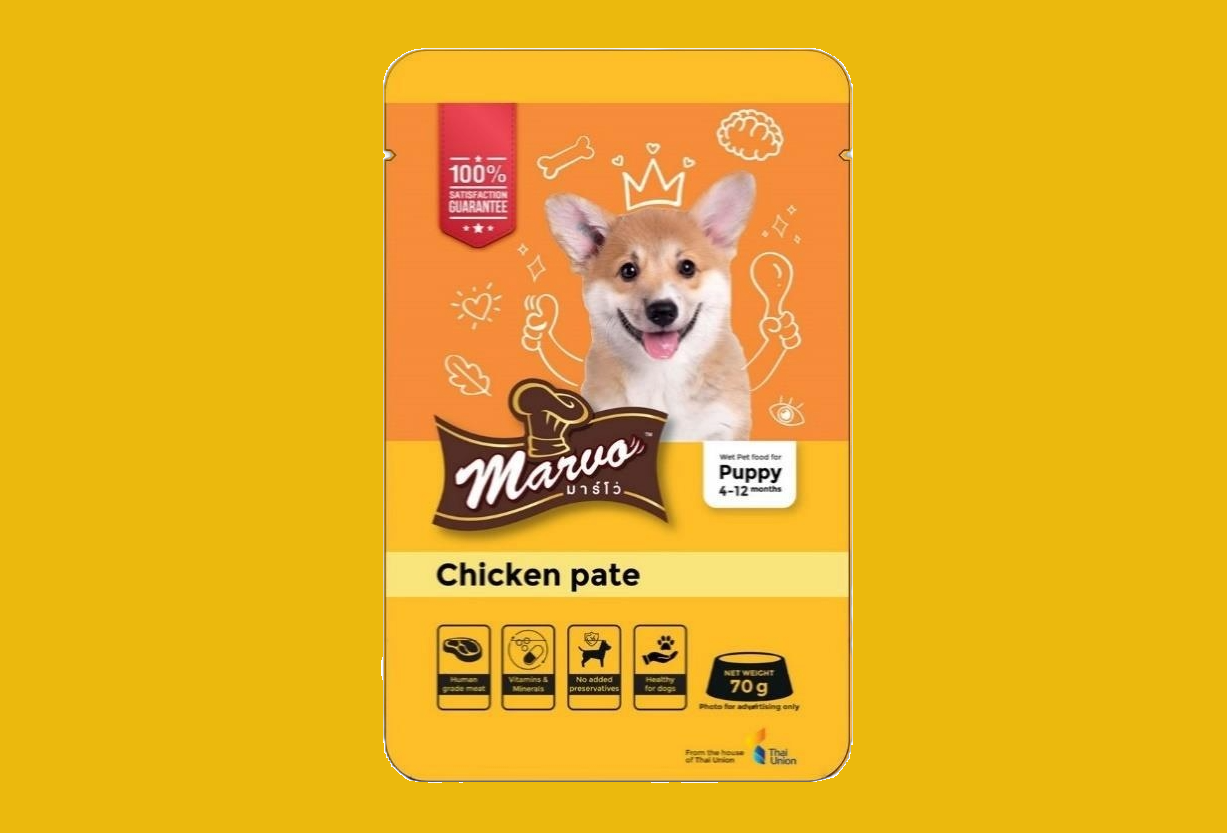 100%
SATISFACTION
GUARANTEE
Marvo™
มาร์โว่
Wet Pet food for
Puppy
4-12 months
Chicken pate
Human
grade meat
Vitamins &
Minerals
No added
preservatives
Healthy
for dogs
NET WEIGHT
70 g
Photo for advertising only
From the house
of Thai Union
Thai
Union